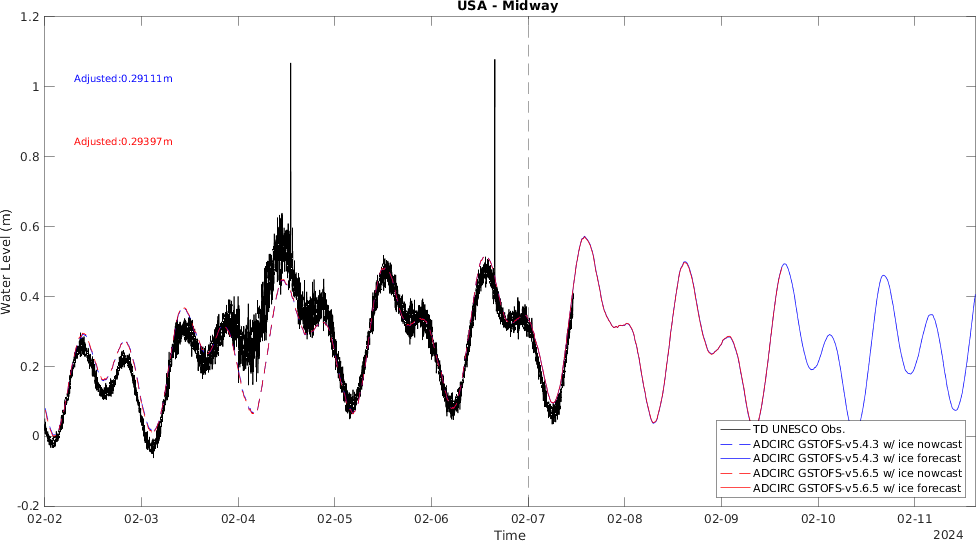 USA - Midway
1.2
1
0.8
0.6
0.4
0.2
0
-0.2
Water Level (m)
Adjusted:0.29111m
Adjusted:0.29397m
TD UNESCO Obs.
ADCIRC GSTOFS-v5.4.3 w/ ice nowcast
ADCIRC GSTOFS-v5.4.3 w/ ice forecast
ADCIRC GSTOFS-v5.6.5 w/ ice nowcast
ADCIRC GSTOFS-v5.6.5 w/ ice forecast
02-02 02-03 02-04 02-05 02-06 02-07 02-08 02-09 02-10 02-11
Time
2024